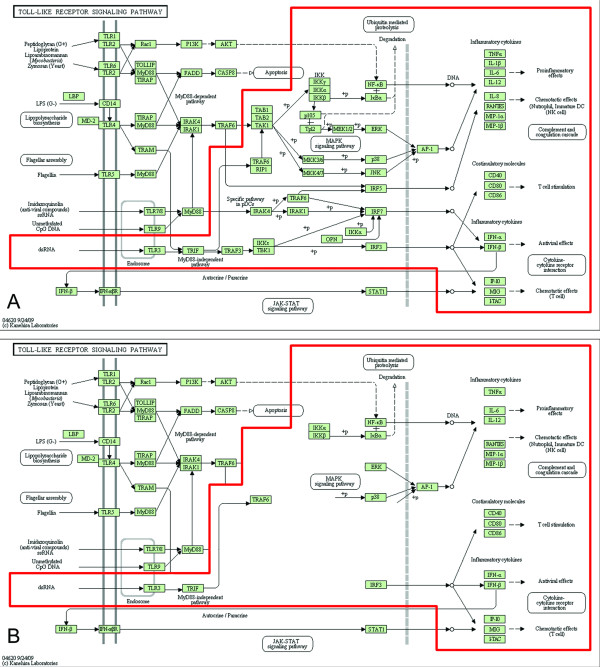 TOLL-LIKE RECEPTOR SIGNALING PATHWAY
Peptidoglycan (G+)
Lipoprotein
Lipoarabinomannan
(Mycobacteria)
Zymosan (Yeast)
TLR1
TLR2
TLR6
TLR2
Rac1
PI3K
AKT
TOLLIP
MyD88
TIRAP
FADD
CASP8
Apoptosis
MyD88-dependent
pathway
LBP
LPS (G-)
CD14
MD-2
TLR4
Lipopolysaccharide
biosynthesis
TIRAP
MyD88
IRAK4
IRAK1
TRAF6
TRAM
Flagellar assembly
Flagellin
TLR5
MyD88
Imidazoquinolin
(anti-viral compounds)
ssRNA
Unmethylated
CpG DNA
TLR7/8
TLR9
MyD88
dsRNA
TLR3
Endosome
TRIF
MyD88-independent
pathway
TRAF3
IKKε
TBK1
TAB1
TAB2
TAK1
TRAF6
RIP1
IKK
IKKγ
IKKα
IKKβ
p105
Tpl2
MEK1/2
ERK
MAPK
signaling pathway
MKK3/6
p38
MKK4/7
JNK
IRF5
Specific pathway
in pDCs
TRAF6
IRAK4
IRAK1
IRF7
IKKα
OPN
IRF3
Ubiquitin mediated
proteolysis
Degradation
NF-κB
IκBα
+p
AP-1
DNA
Inflammatory cytokines
TNFα
IL-1β
IL-6
IL-12
Proinflammatory
effects
IL-8
RANTES
MIP-1α
MIP-1β
Chemotactic effects
(Neutrophil, Immature DC
(NK cell)
Complement and
coagulation cascade
Costimulatory molecules
CD40
CD80
CD86
T cell stimulation
Inflammatory cytokines
IFN-α
IFN-β
Antiviral effects
Cytokine-cytokine
receptor
interaction
IP-10
MIG
I-TAC
Chemotactic effects
(T cell)
Autocrine / Paracrine
IFN-β
IFN-αβR
STAT1
JAK-STAT
signaling pathway
A
04620 9/24/09
(c) Kanehisa Laboratories
TOLL-LIKE RECEPTOR SIGNALING PATHWAY
Peptidoglycan (G+)
Lipoprotein
Lipoarabinomannan
(Mycobacteria)
Zymosan (Yeast)
TLR1
TLR2
TLR6
TLR2
Rac1
PI3K
AKT
TOLLIP
MyD88
TIRAP
FADD
CASP8
Apoptosis
MyD88-dependent
pathway
LBP
LPS (G-)
CD14
MD-2
TLR4
Lipopolysaccharide
biosynthesis
TIRAP
MyD88
IRAK4
IRAK1
TRAF6
TRAM
Flagellar assembly
Flagellin
TLR5
MyD88
Imidazoquinolin
(anti-viral compounds)
ssRNA
Unmethylated
CpG DNA
TLR7/8
TLR9
MyD88
dsRNA
TLR3
Endosome
TRIF
MyD88-independent
pathway
TRAF6
IKKα
IKKβ
+p
ERK
MAPK
signaling pathway
+p
p38
IRF3
Ubiquitin mediated
proteolysis
Degradation
NF-κB
IκBα
AP-1
DNA
Inflammatory cytokines
TNFα
IL-6
IL-12
Proinflammatory
effects
RANTES
MIP-1α
MIP-1β
Chemotactic effects
(Neutrophil, Immature DC
(NK cell)
Complement and
coagulation cascade
Costimulatory molecules
CD40
CD80
CD86
T cell stimulation
Inflammatory cytokines
IFN-α
IFN-β
Antiviral effects
Cytokine-cytokine
receptor
interaction
IP-10
MIG
I-TAC
Chemotactic effects
(T cell)
Autocrine / Paracrine
IFN-β
IFN-αβR
STAT1
JAK-STAT
signaling pathway
B
04620 9/24/09
(c) Kanehisa Laboratories